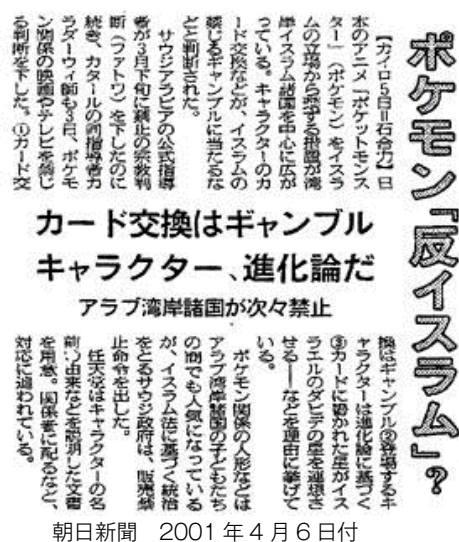 ポケモン「反イスラム」?
カード交換はギャンブル
キャラクター、進化論だ
アラブ湾岸諸国が次々禁止
【カイロ5日=石合力】日
本のアニメ「ポケットモンス
ター」(ポケモン)をイスラ
ムの立場から禁する措置が湾
岸イスラム諸国を中心に広が
っている。キャラクターのカ
ード交換などが、イスラムの
禁じるギャンブルに当たるな
どと判断された。
サウジアラビアの公式指導
者が3月下旬に禁止の宗教判
断(ファトワ)を下したのに
続き、カタールの同指導者カ
ラダーウィ師も3日、ポケモ
ン関係の映画やテレビを禁じ
る判断を下した。①カード交
換はギャンブル②登場するキ
ャラクターは進化論に基づく
③カードに描かれた星がイス
ラエルのダビデの星を連想さ
せる——などを理由に挙げて
いる。
ポケモン関係の人形などは
アラブ湾岸諸国の子どもたち
の間でも人気になっている
が、イスラム法に基づく統治
をとるサウジ政府は、販売禁
止命令を出した。
任天堂はキャラクターの名
前の由来などを説明した文書
を用意。関係者に配るなど、
対応に追われている。
朝日新聞 2001年4月6日付